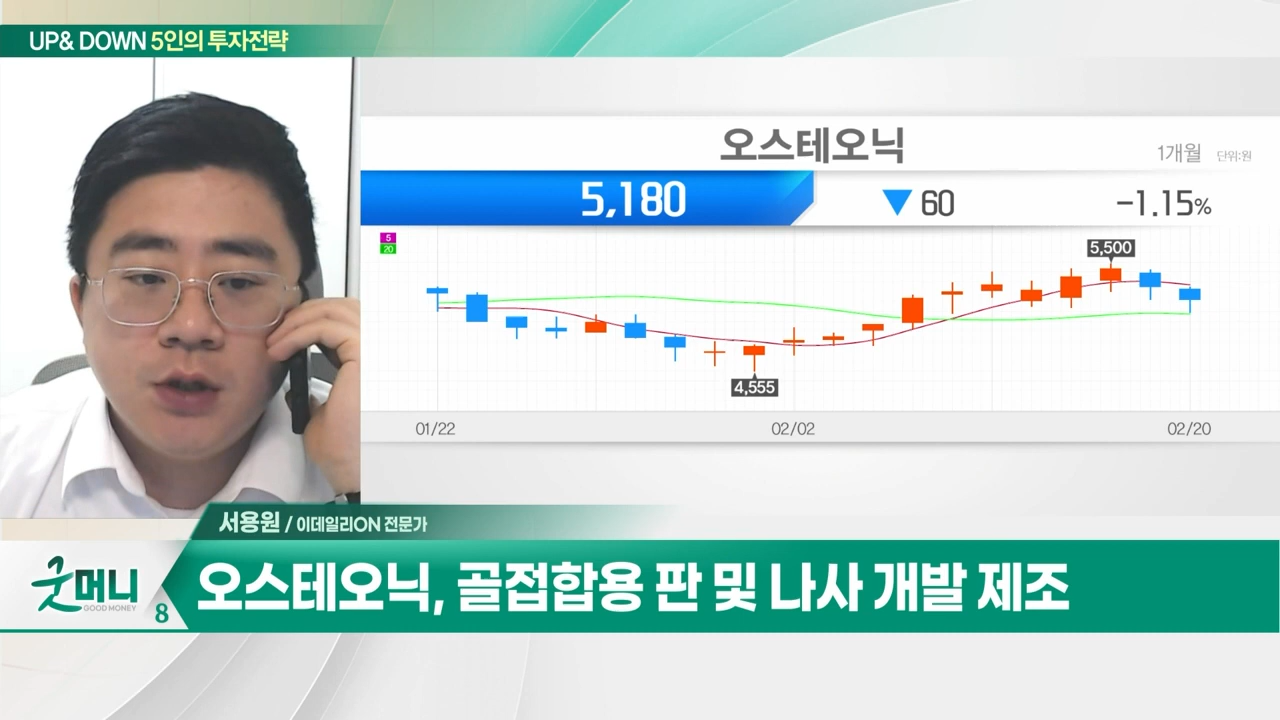 UP& DOWN 5인의 투자전략
오스테오닉
1개월 단위:원
5,180 ▼ 60 -1.15%
5
20
5,500
4,555
01/22 02/02 02/20
서용원 / 이데일리ON 전문가
굿머니
GOOD MONEY
8
오스테오닉, 골접합용 판 및 나사 개발 제조